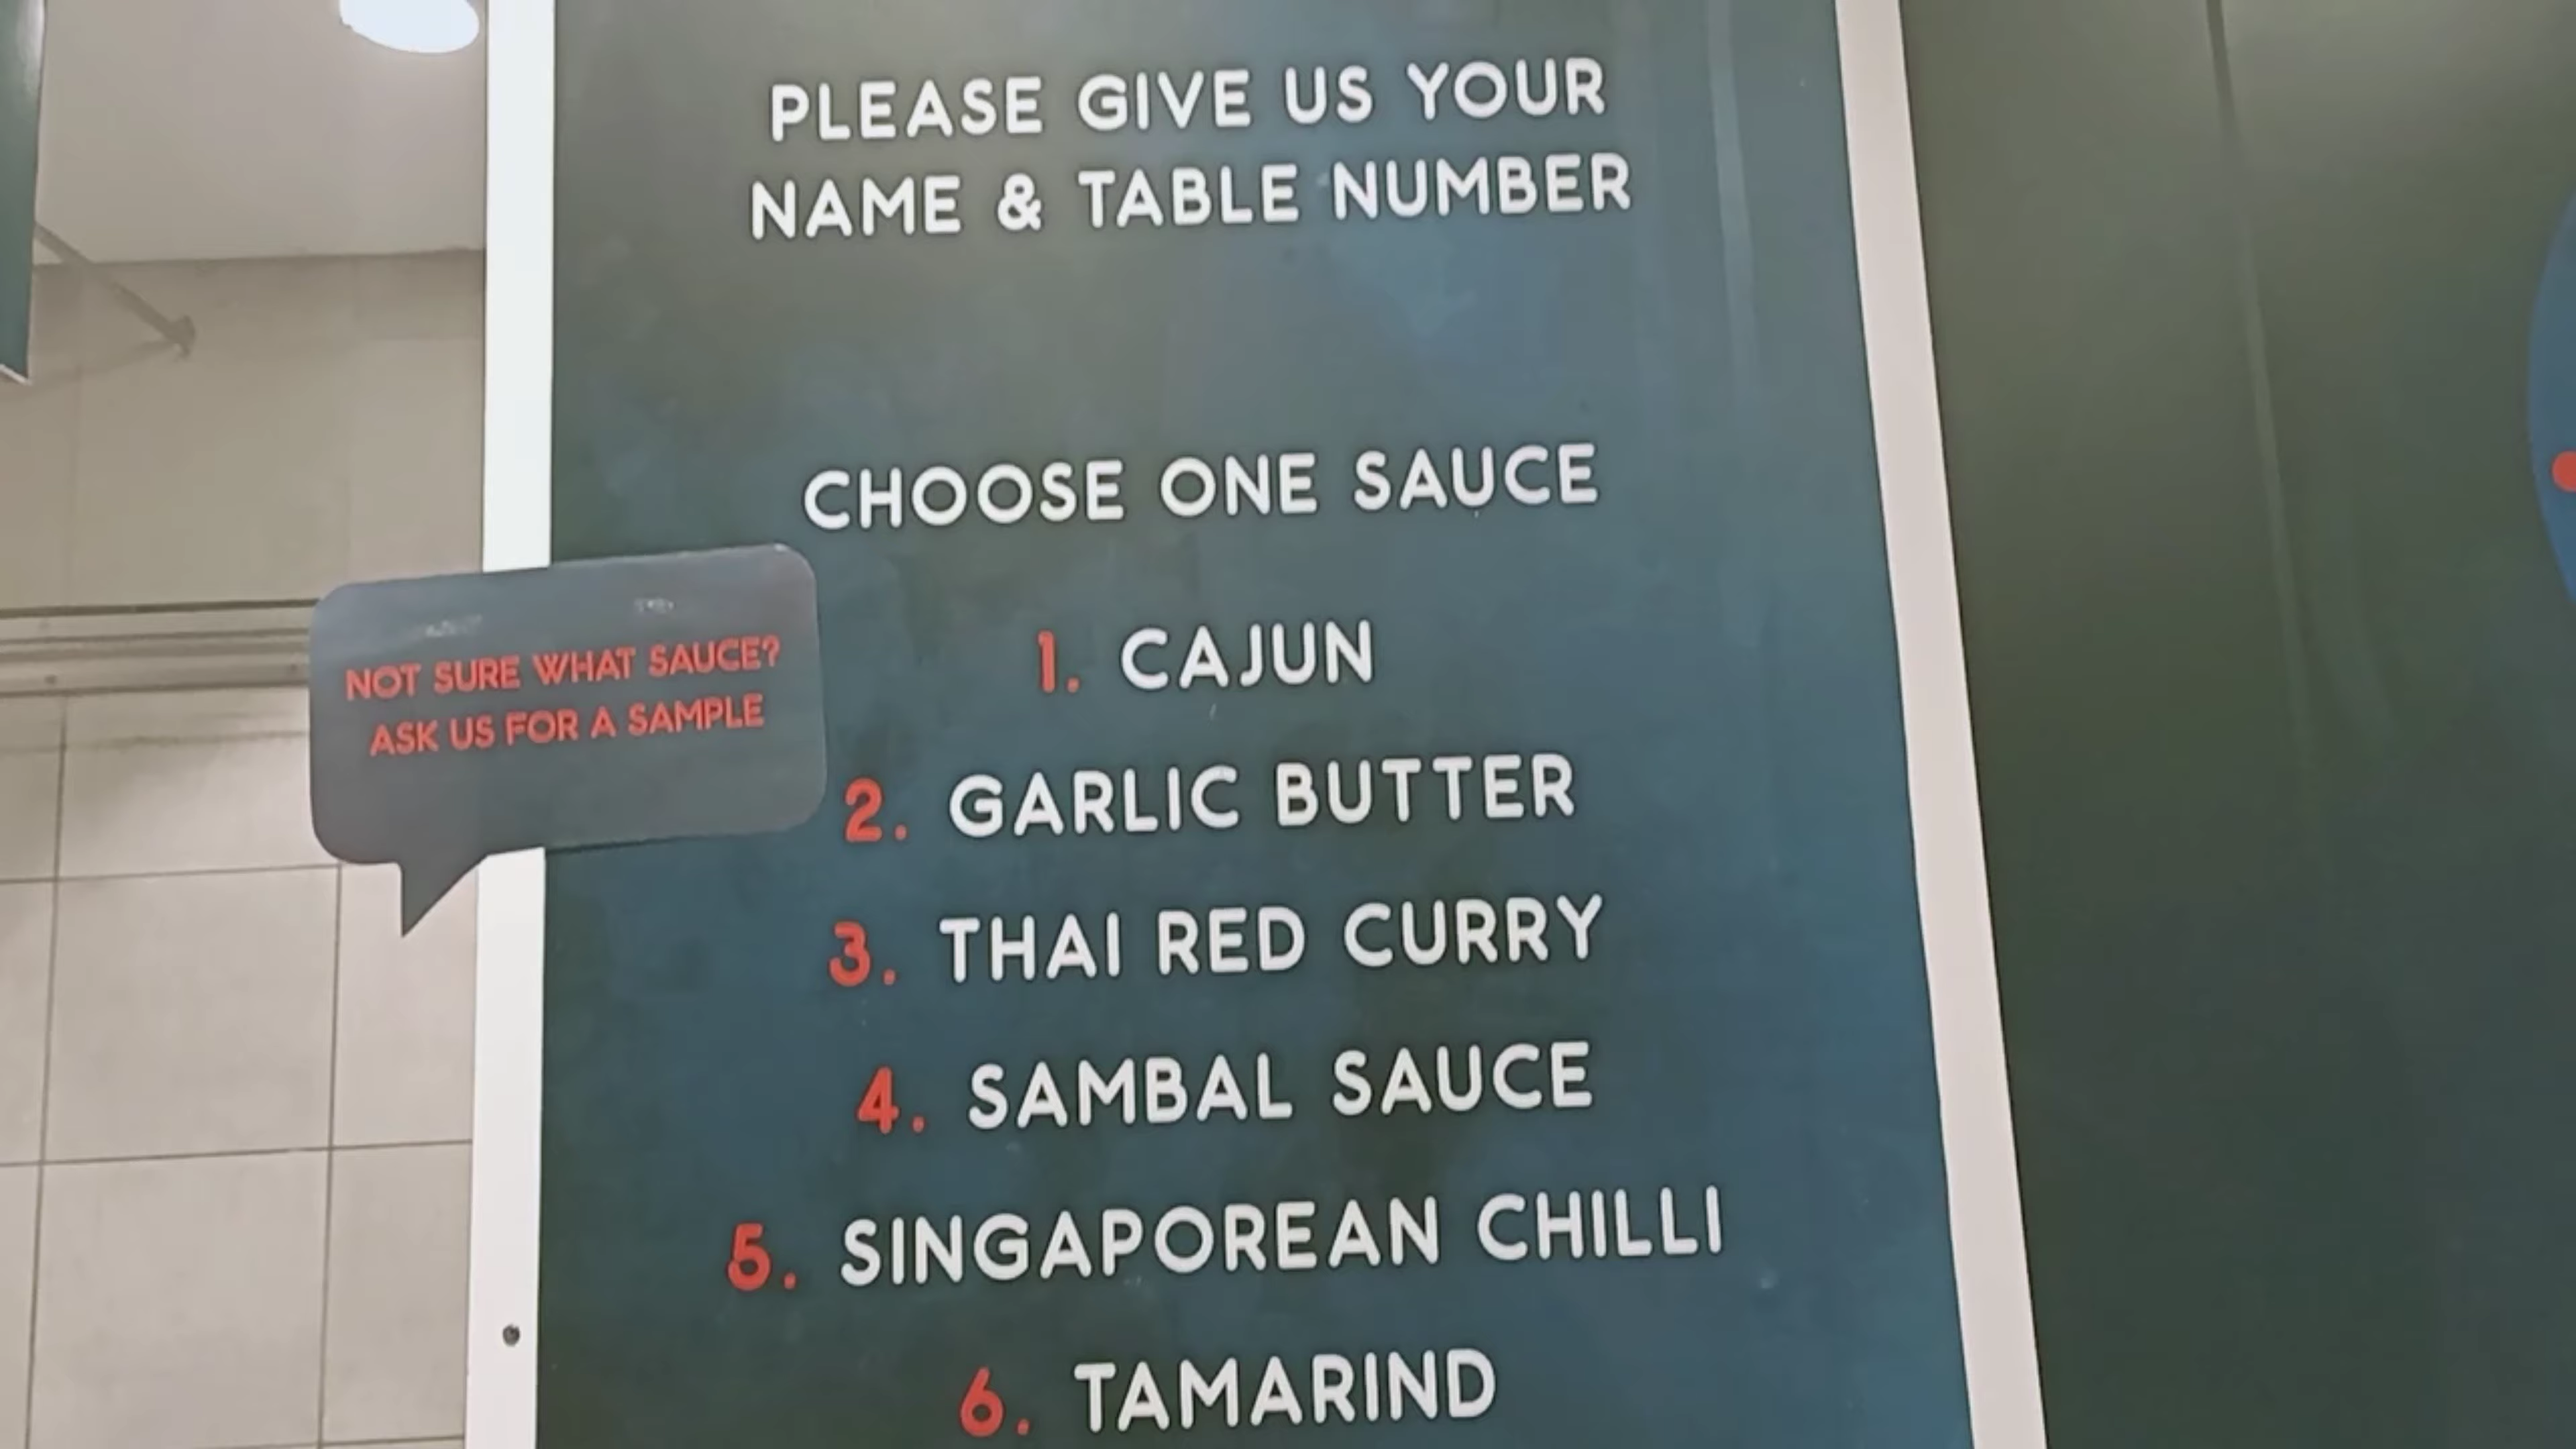 PLEASE GIVE US YOUR
NAME & TABLE NUMBER
CHOOSE ONE SAUCE
NOT SURE WHAT SAUCE?
ASK US FOR A SAMPLE
1. CAJUN
2. GARLIC BUTTER
3. THAI RED CURRY
4. SAMBAL SAUCE
5. SINGAPOREAN CHILLI
6. TAMARIND